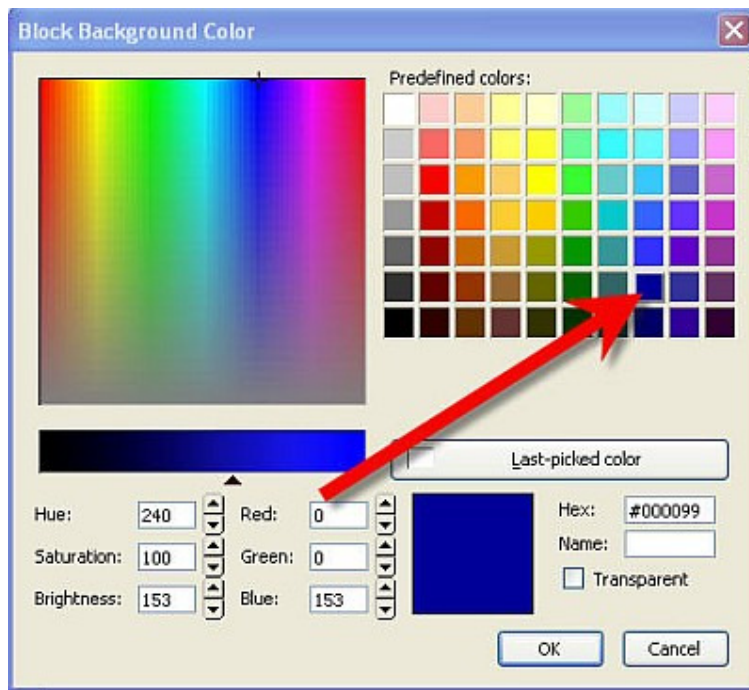 Block Background Color
Predefined colors:
Last-picked color
Hue: 240 Red: 0 Hex: #000099
Saturation: 100 Green: 0 Name:
Transparent
Brightness: 153 Blue: 153
OK Cancel